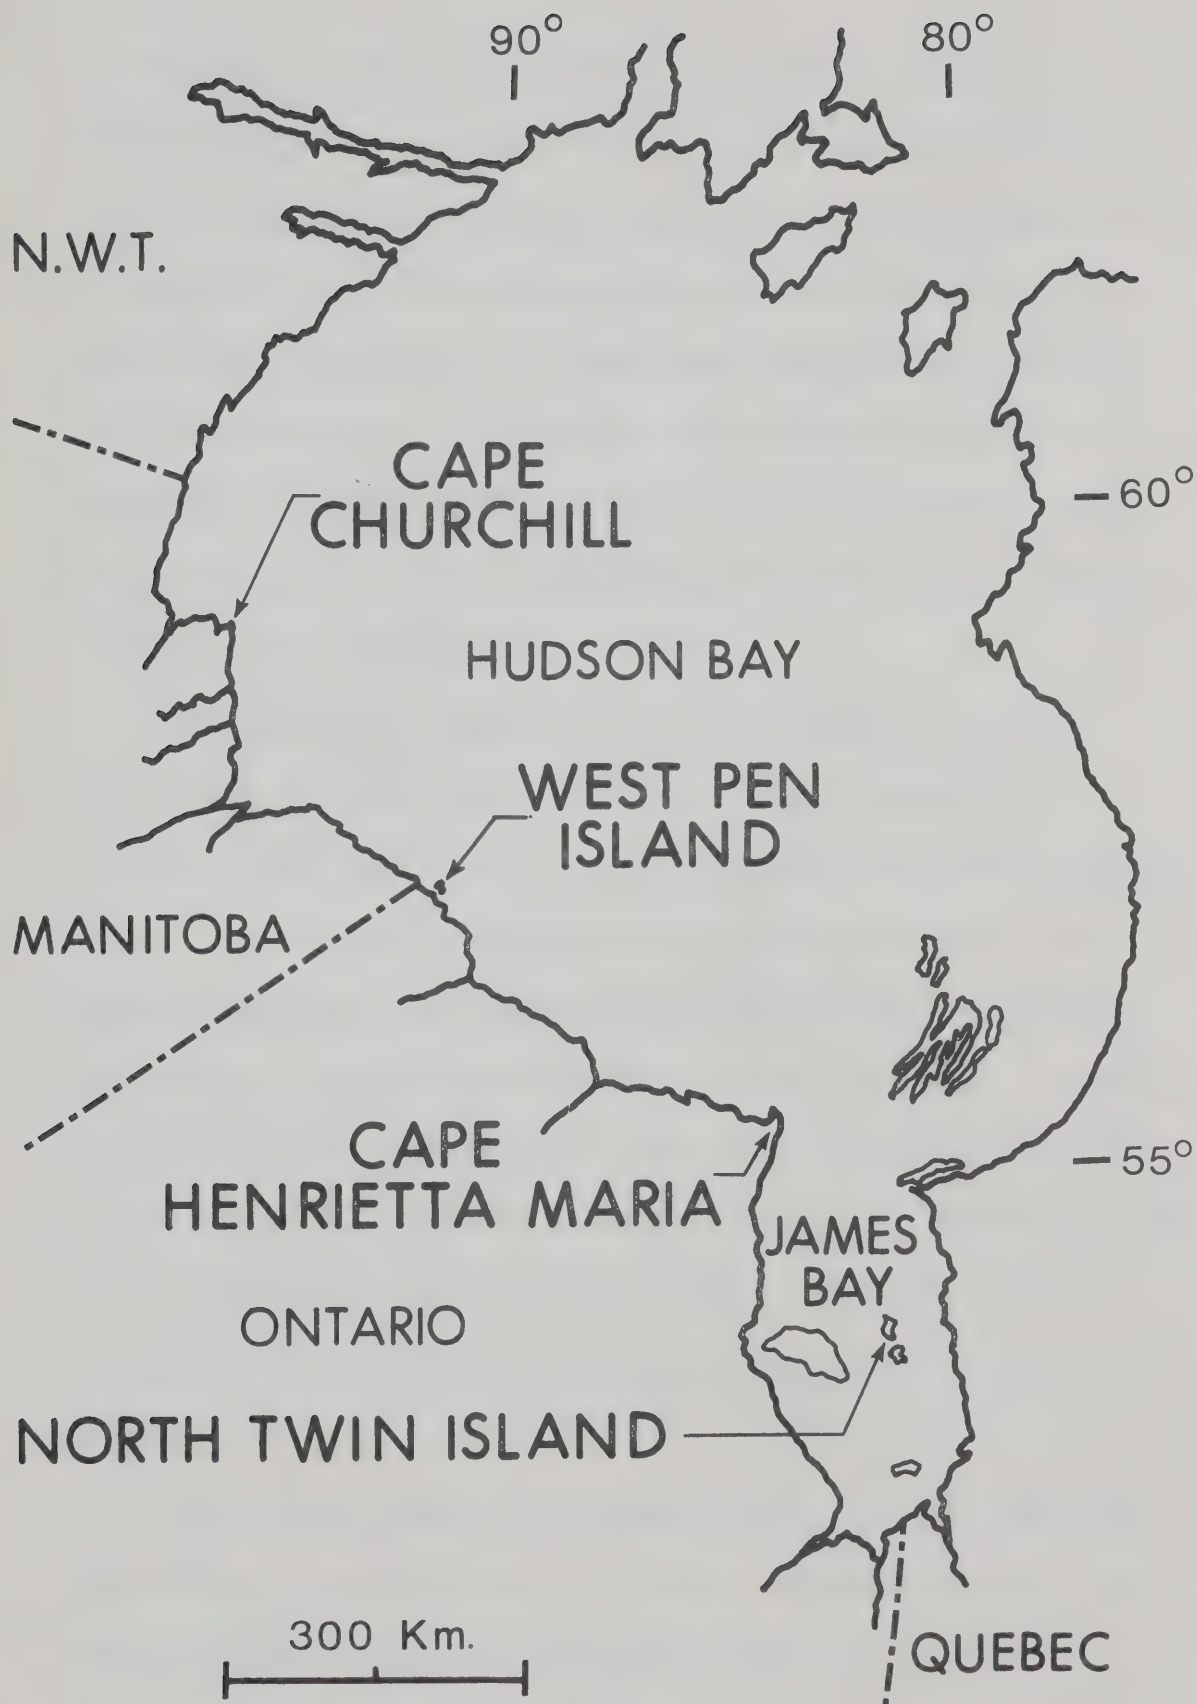 90°
80°
N.W.T.
CAPE
CHURCHILL
60°
HUDSON BAY
WEST PEN
ISLAND
MANITOBA
CAPE
HENRIETTA MARIA
55°
JAMES
BAY
ONTARIO
NORTH TWIN ISLAND
300 Km.
QUEBEC